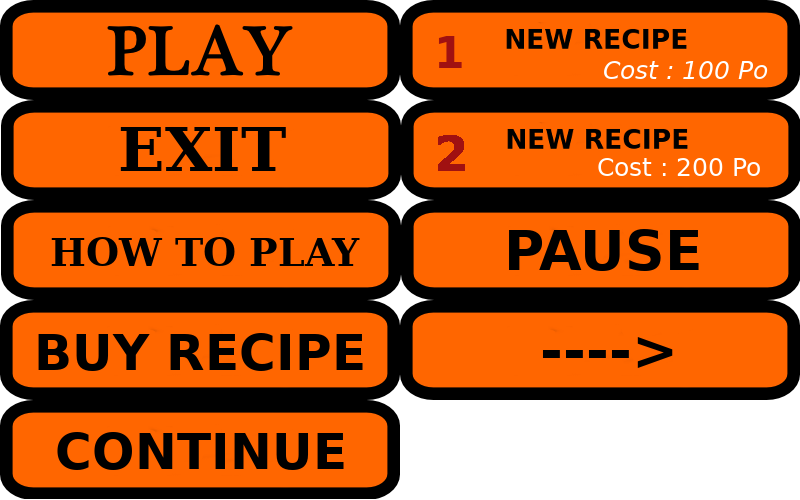 PLAY
EXIT
HOW TO PLAY
BUY RECIPE
CONTINUE
1 NEW RECIPE
Cost : 100 Po
2 NEW RECIPE
Cost : 200 Po
PAUSE
---->